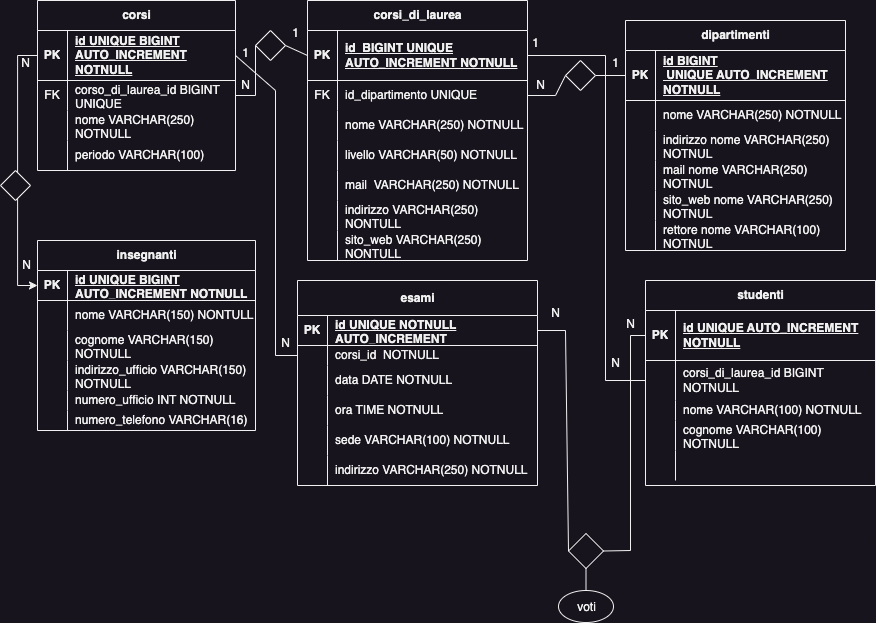 corsi
PK
id UNIQUE BIGINT
AUTO_INCREMENT
NOTNULL
FK
corso_di_laurea_id BIGINT
UNIQUE
nome VARCHAR(250)
NOTNULL
periodo VARCHAR(100)
N
1
N
1
corsi_di_laurea
PK
id  BIGINT UNIQUE
AUTO_INCREMENT NOTNULL
FK
id_dipartimento UNIQUE
nome VARCHAR(250) NOTNULL
livello VARCHAR(50) NOTNULL
mail  VARCHAR(250) NOTNULL
indirizzo VARCHAR(250)
NONTULL
sito_web VARCHAR(250)
NONTULL
1
N
1
dipartimenti
PK
id BIGINT
UNIQUE AUTO_INCREMENT
NOTNULL
nome VARCHAR(250) NOTNULL
indirizzo nome VARCHAR(250)
NOTNUL
mail nome VARCHAR(250)
NOTNUL
sito_web nome VARCHAR(250)
NOTNUL
rettore nome VARCHAR(100)
NOTNUL
N
insegnanti
PK
id UNIQUE BIGINT
AUTO_INCREMENT NOTNULL
nome VARCHAR(150) NONTULL
cognome VARCHAR(150)
NOTNULL
indirizzo_ufficio VARCHAR(150)
NOTNULL
numero_ufficio INT NOTNULL
numero_telefono VARCHAR(16)
N
esami
PK
id UNIQUE NOTNULL
AUTO_INCREMENT
corsi_id  NOTNULL
data DATE NOTNULL
ora TIME NOTNULL
sede VARCHAR(100) NOTNULL
indirizzo VARCHAR(250) NOTNULL
N
N
N
studenti
PK
id UNIQUE AUTO_INCREMENT
NOTNULL
corsi_di_laurea_id BIGINT
NOTNULL
nome VARCHAR(100) NOTNULL
cognome VARCHAR(100)
NOTNULL
voti